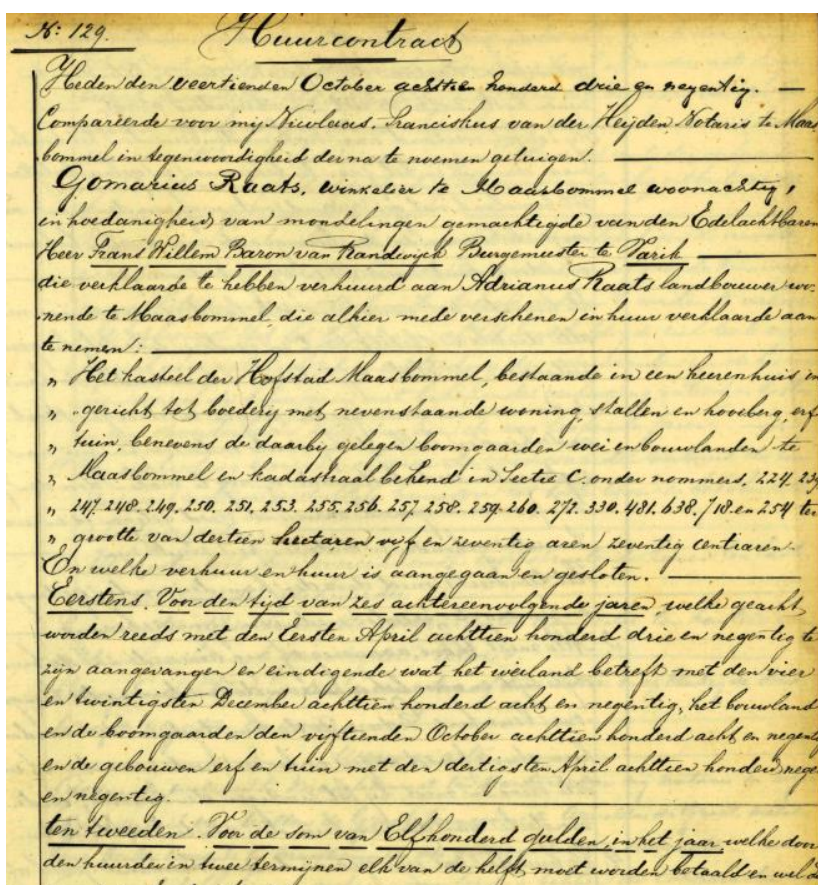 N: 129. Huurcontract
Heden den veertienden October achttien honderd drie en negentig. —
Compareerde voor mij Nicolaas, Franciskus van der Heijden, Notaris te Maas,
bommel in tegenwoordigheid der na te noemen getuigen. —
Gomarius Raats, winkelier te Maasbommel woonachtig,
in hoedanigheid van mondelingen gemachtigde van den Edelachtbaren
Heer Frans Willem Baron van Randwijck Burgemeester te Varik —
die verklaarde te hebben verhuurd aan Adrianus Raats landbouwer wo-
nende te Maasbommel, die alhier mede verschenen in huur verklaarde aan
te nemen: —
„ Het kasteel der Hofstad Maasbommel, bestaande in een heerenhuis in
„ gericht tot boederij met nevenstaande woning, stallen en hooiberg, erf
„ tuin, benevens de daarby gelegen boomgaarden wei en bouwlanden te
„ Maasbommel en kadastraal bekend in Sectie C. onder nommers, 224. 239
„ 247. 248. 249. 250. 251. 253. 255. 256. 257. 258. 259. 260. 272. 330. 481. 638. 718. en 254 ter
„ grootte van dertien hectaren vijf en zeventig aren zeventig centiaren.
En welke verhuur en huur is aangegaan en gesloten. —
Eerstens. Voor den tijd van zes achtereenvolgende jaren, welke geacht
worden reeds met den Eersten April achttien honderd drie en negentig te
zijn aangevangen en eindigende wat het weiland betreft met den vier
en twintigsten December achttien honderd acht en negentig, het bouwland
en de boomgaarden den vijftienden October achttien honderd acht en negentig
en de gebouwen erf en tuin met den dertigsten April achttien honderd negen
en negentig. —
ten tweeden. Voor de som van Elfhonderd gulden, in het jaar welke door
den huurder in twee termijnen elk van de helft moet worden betaald en wel de